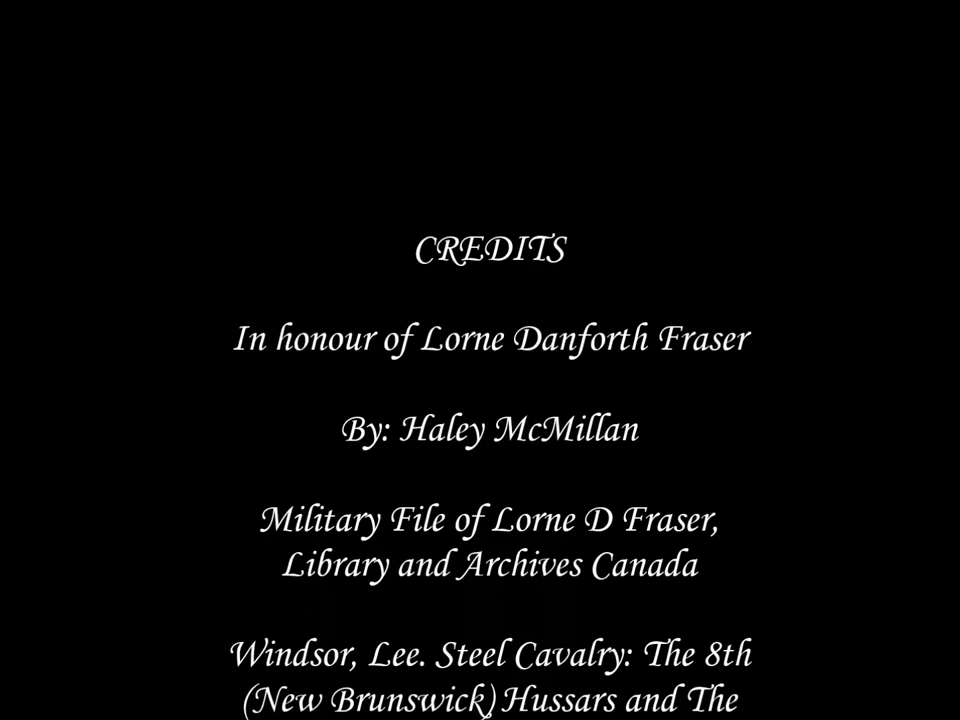 CREDITS
In honour of Lorne Danforth Fraser
By: Haley McMillan
Military File of Lorne D Fraser,
Library and Archives Canada
Windsor, Lee. Steel Cavalry: The 8th
(New Brunswick) Hussars and The